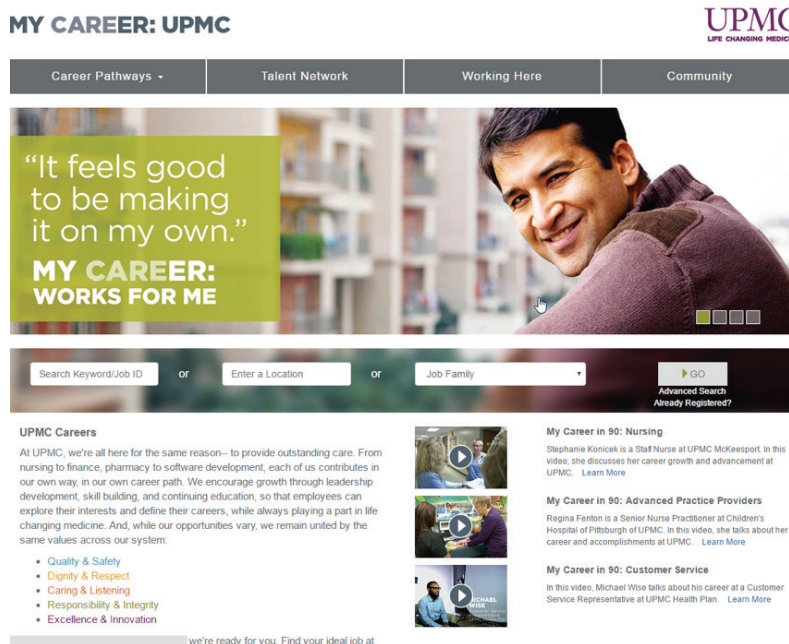 MY CAREER: UPMC
UPMC
LIFE CHANGING MEDICINE
Career Pathways
Talent Network
Working Here
Community
“It feels good
to be making
it on my own.”
MY CAREER:
WORKS FOR ME
Search Keyword/Job ID
or
Enter a Location
or
Job Family
GO
Advanced Search
Already Registered?
UPMC Careers
At UPMC, we're all here for the same reason-- to provide outstanding care. From
nursing to finance, pharmacy to software development, each of us contributes in
our own way, in our own career path. We encourage growth through leadership
development, skill building, and continuing education, so that employees can
explore their interests and define their careers, while always playing a part in life
changing medicine. And, while our opportunities vary, we remain united by the
same values across our system:
• Quality & Safety
• Dignity & Respect
• Caring & Listening
• Responsibility & Integrity
• Excellence & Innovation
we're ready for you. Find your ideal job at
My Career in 90: Nursing
Stephanie Konicek is a Staff Nurse at UPMC McKeesport. In this
video, she discusses her career growth and advancement at
UPMC. Learn More
My Career in 90: Advanced Practice Providers
Regina Fenton is a Senior Nurse Practitioner at Children's
Hospital of Pittsburgh of UPMC. In this video, she talks about her
career and accomplishments at UPMC. Learn More
MICHAEL
WISE
My Career in 90: Customer Service
In this video, Michael Wise talks about his career at a Customer
Service Representative at UPMC Health Plan. Learn More